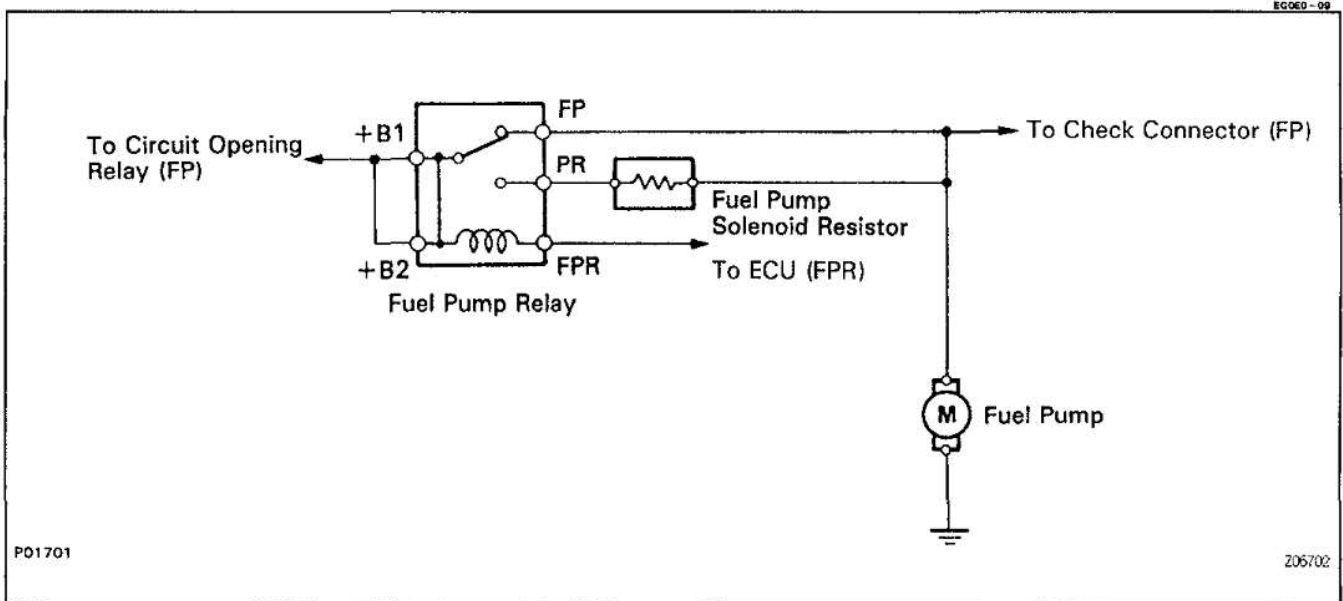 EG0E0-09
FP
+B1
To Check Connector (FP)
To Circuit Opening
Relay (FP)
PR
Fuel Pump
Solenoid Resistor
+B2
FPR
To ECU (FPR)
Fuel Pump Relay
M
Fuel Pump
P01701
Z06702